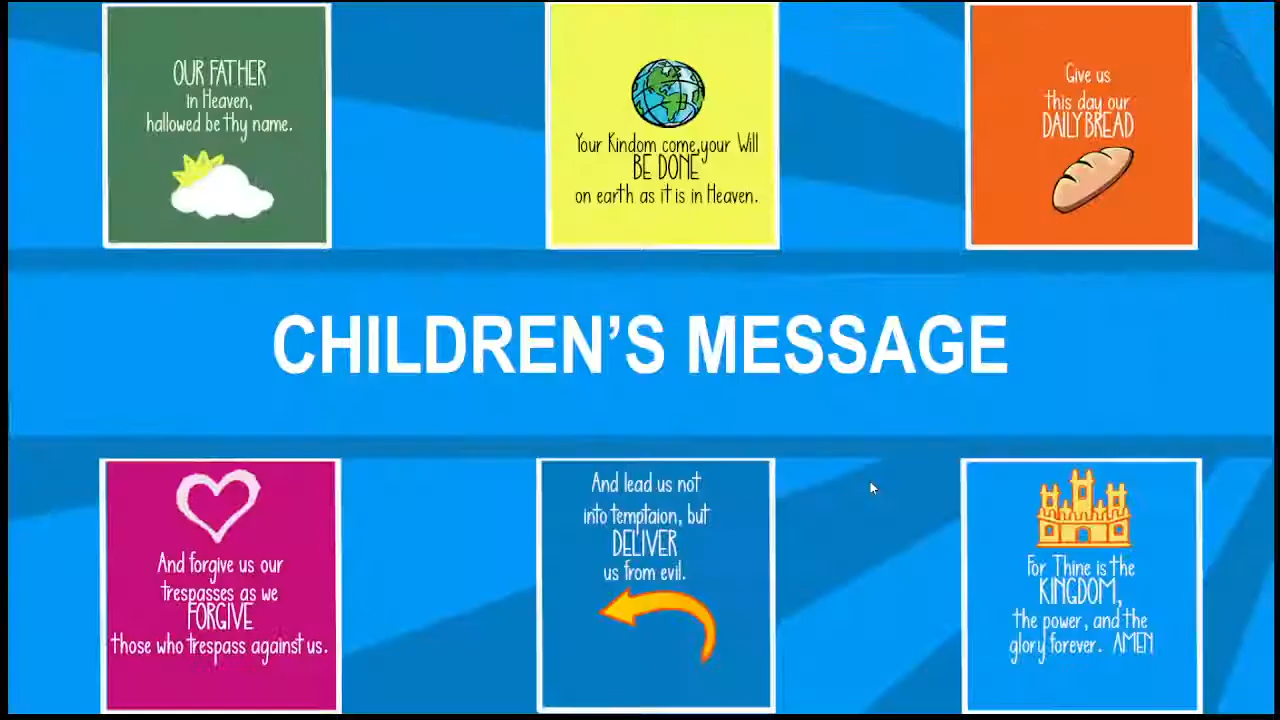 OUR FATHER
in Heaven,
hallowed be thy name.
Your Kindom come,your Will
BE DONE
on earth as it is in Heaven.
Give us
this day our
DAILY BREAD
CHILDREN'S MESSAGE
And forgive us our
trespasses as we
FORGIVE
those who trespass against us.
And lead us not
into temptaion, but
DELIVER
us from evil.
For Thine is the
KINGDOM,
the power, and the
glory forever. AMEN